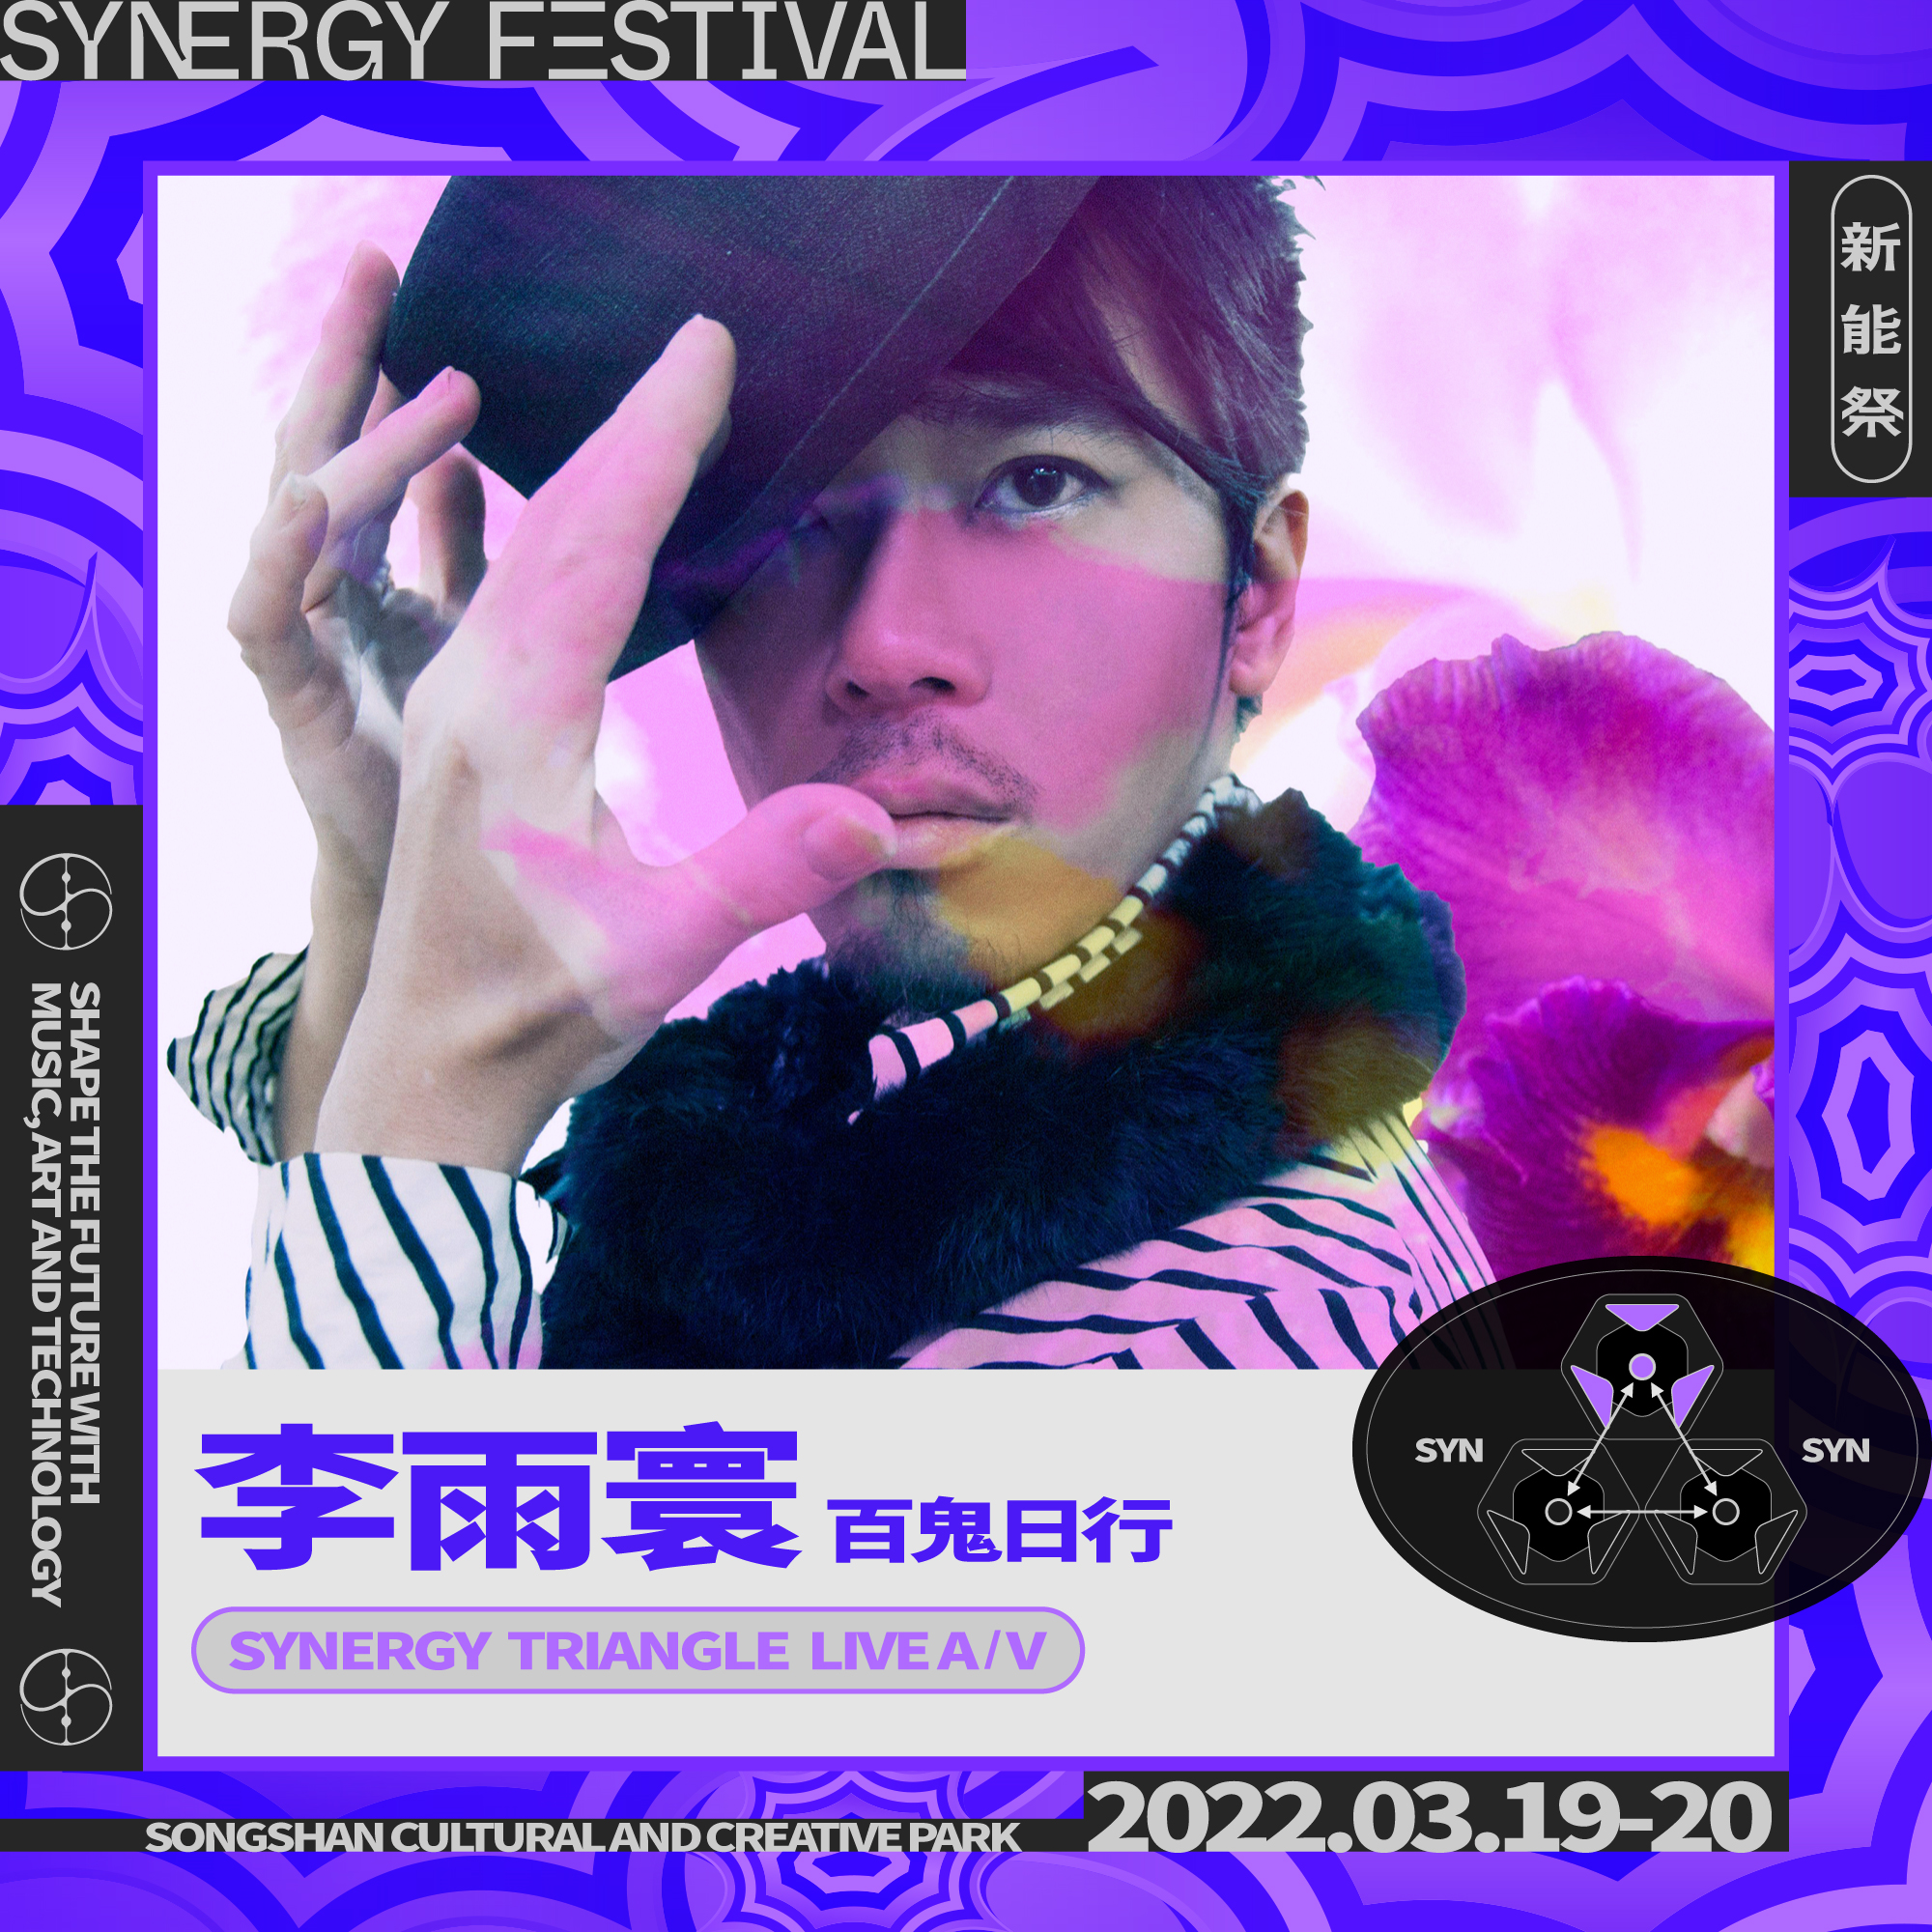 SYNERGY FESTIVAL
新能祭
SHAPE THE FUTURE WITH
MUSIC,ART AND TECHNOLOGY
SYN
SYN
李雨寰 百鬼日行
SYNERGY TRIANGLE LIVE A/V
2022.03.19-20
SONGSHAN CULTURAL AND CREATIVE PARK